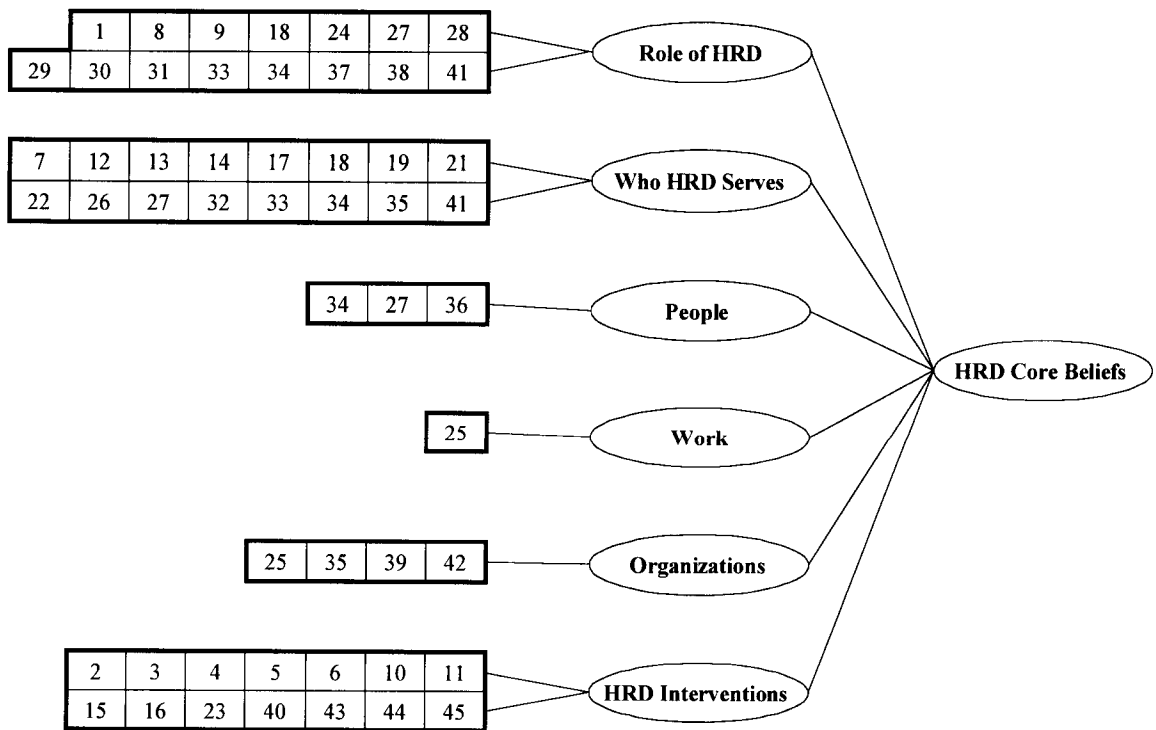 1 8 9 18 24 27 28
Role of HRD
29 30 31 33 34 37 38 41
7 12 13 14 17 18 19 21
Who HRD Serves
22 26 27 32 33 34 35 41
34 27 36
People
HRD Core Beliefs
25
Work
25 35 39 42
Organizations
2 3 4 5 6 10 11
HRD Interventions
15 16 23 40 43 44 45